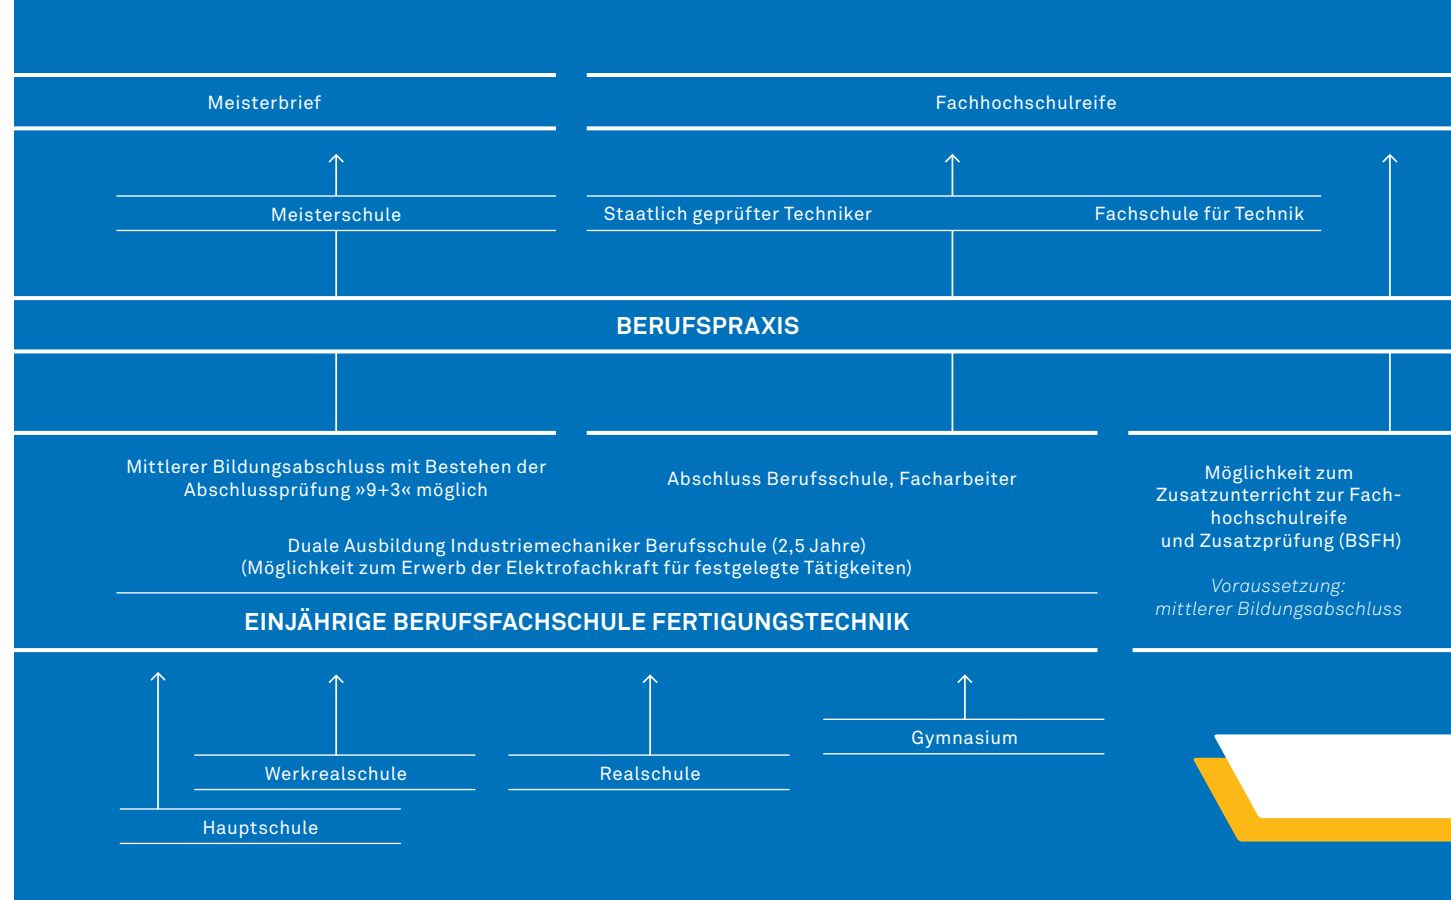 Meisterbrief
Fachhochschulreife
Meisterschule
Staatlich geprüfter Techniker
Fachschule für Technik
BERUFSPRAXIS
Mittlerer Bildungsabschluss mit Bestehen der
Abschlussprüfung »9+3« möglich
Abschluss Berufsschule, Facharbeiter
Möglichkeit zum
Zusatzunterricht zur Fach-
hochschulreife
und Zusatzprüfung (BSFH)
Voraussetzung:
mittlerer Bildungsabschluss
Duale Ausbildung Industriemechaniker Berufsschule (2,5 Jahre)
(Möglichkeit zum Erwerb der Elektrofachkraft für festgelegte Tätigkeiten)
EINJÄHRIGE BERUFSFACHSCHULE FERTIGUNGSTECHNIK
Gymnasium
Werkrealschule
Realschule
Hauptschule